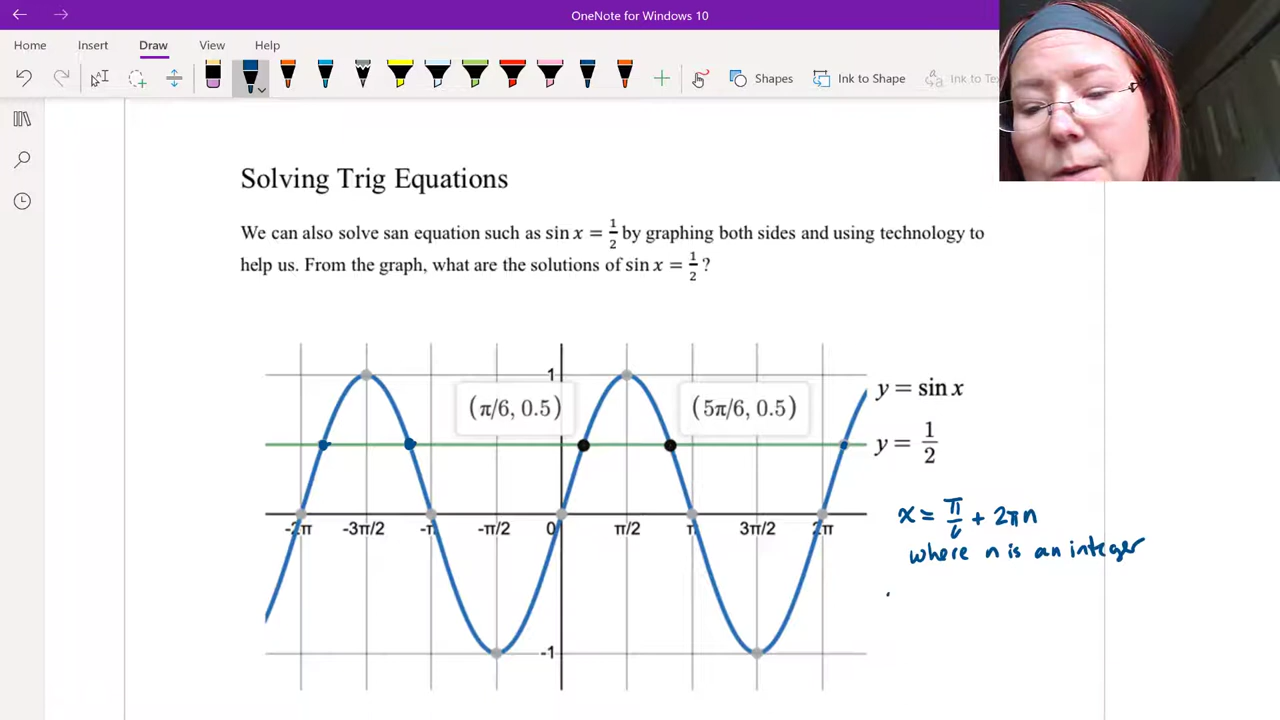 OneNote for Windows 10
Home Insert Draw View Help
Shapes Ink to Shape Ink to Te
Solving Trig Equations
We can also solve san equation such as sin x = 1/2 by graphing both sides and using technology to
help us. From the graph, what are the solutions of sin x = 1/2 ?
1
(π/6, 0.5) (5π/6, 0.5)
y = sin x
y = 1/2
-2π -3π/2 -π -π/2 0 π/2 π 3π/2 2π
x = π/6 + 2πn
where n is an integer
-1